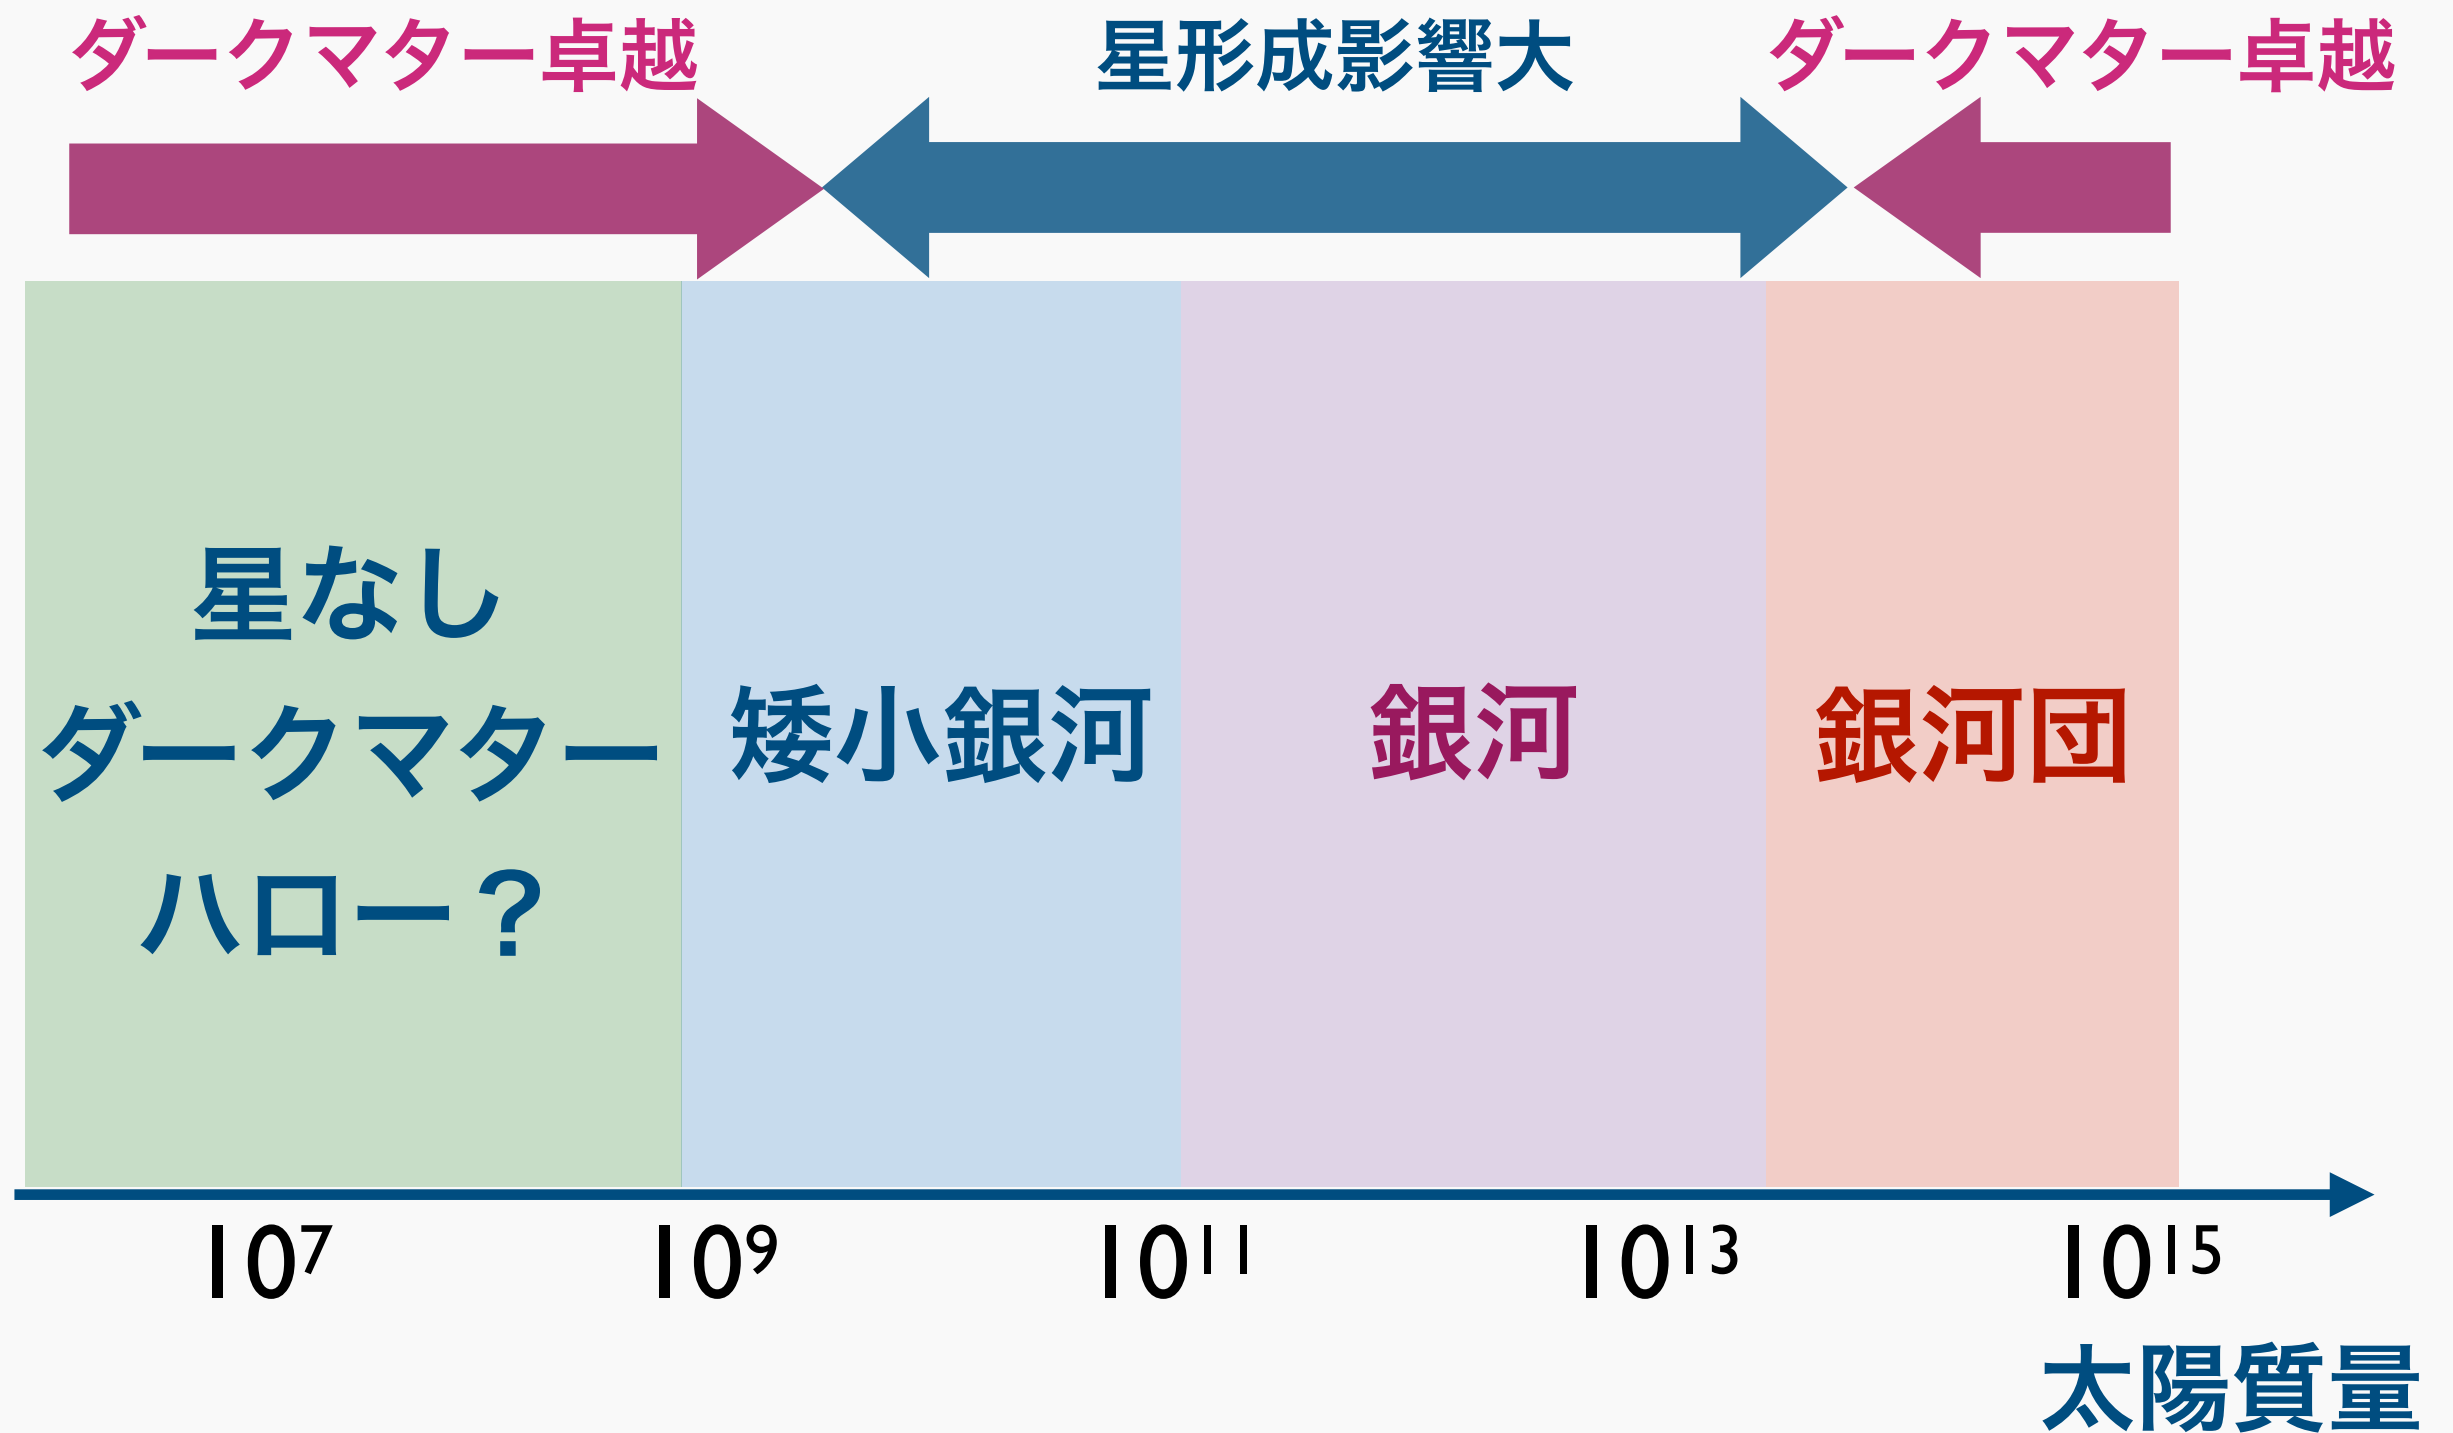 ダークマター卓越
星形成影響大
ダークマター卓越
星なし
ダークマター
ハロー？
矮小銀河
銀河
銀河団
10⁷
10⁹
10¹¹
10¹³
10¹⁵
太陽質量